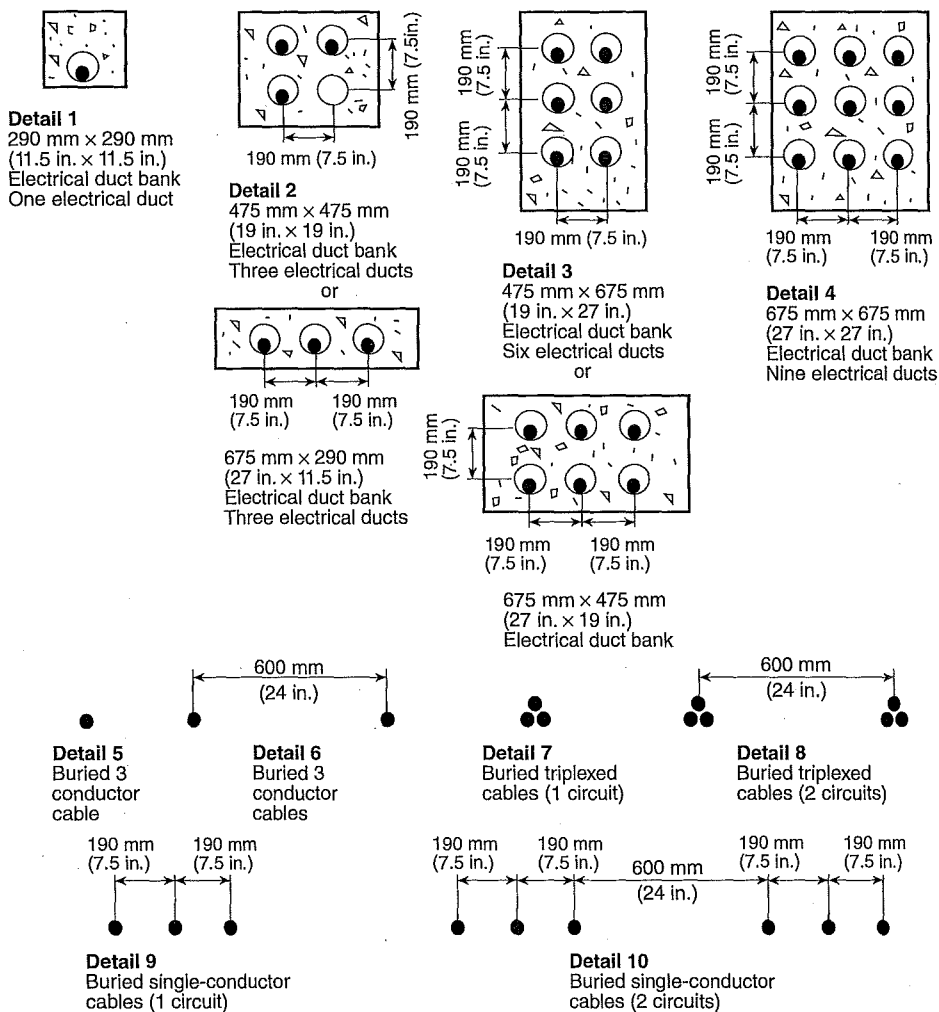 Detail 1
290 mm × 290 mm
(11.5 in. × 11.5 in.)
Electrical duct bank
One electrical duct
190 mm (7.5in.)
190 mm (7.5 in.)
Detail 2
475 mm × 475 mm
(19 in. × 19 in.)
Electrical duct bank
Three electrical ducts
or
190 mm
(7.5 in.)
190 mm
(7.5 in.)
675 mm × 290 mm
(27 in. × 11.5 in.)
Electrical duct bank
Three electrical ducts
190 mm
(7.5 in.)
190 mm
(7.5 in.)
190 mm (7.5 in.)
Detail 3
475 mm × 675 mm
(19 in. × 27 in.)
Electrical duct bank
Six electrical ducts
or
190 mm
(7.5 in.)
190 mm
(7.5 in.)
190 mm
(7.5 in.)
675 mm × 475 mm
(27 in. × 19 in.)
Electrical duct bank
190 mm
(7.5 in.)
190 mm
(7.5 in.)
190 mm
(7.5 in.)
190 mm
(7.5 in.)
Detail 4
675 mm × 675 mm
(27 in. × 27 in.)
Electrical duct bank
Nine electrical ducts
Detail 5
Buried 3
conductor
cable
600 mm
(24 in.)
Detail 6
Buried 3
conductor
cables
Detail 7
Buried triplexed
cables (1 circuit)
600 mm
(24 in.)
Detail 8
Buried triplexed
cables (2 circuits)
190 mm
(7.5 in.)
190 mm
(7.5 in.)
Detail 9
Buried single-conductor
cables (1 circuit)
190 mm
(7.5 in.)
190 mm
(7.5 in.)
600 mm
(24 in.)
190 mm
(7.5 in.)
190 mm
(7.5 in.)
Detail 10
Buried single-conductor
cables (2 circuits)